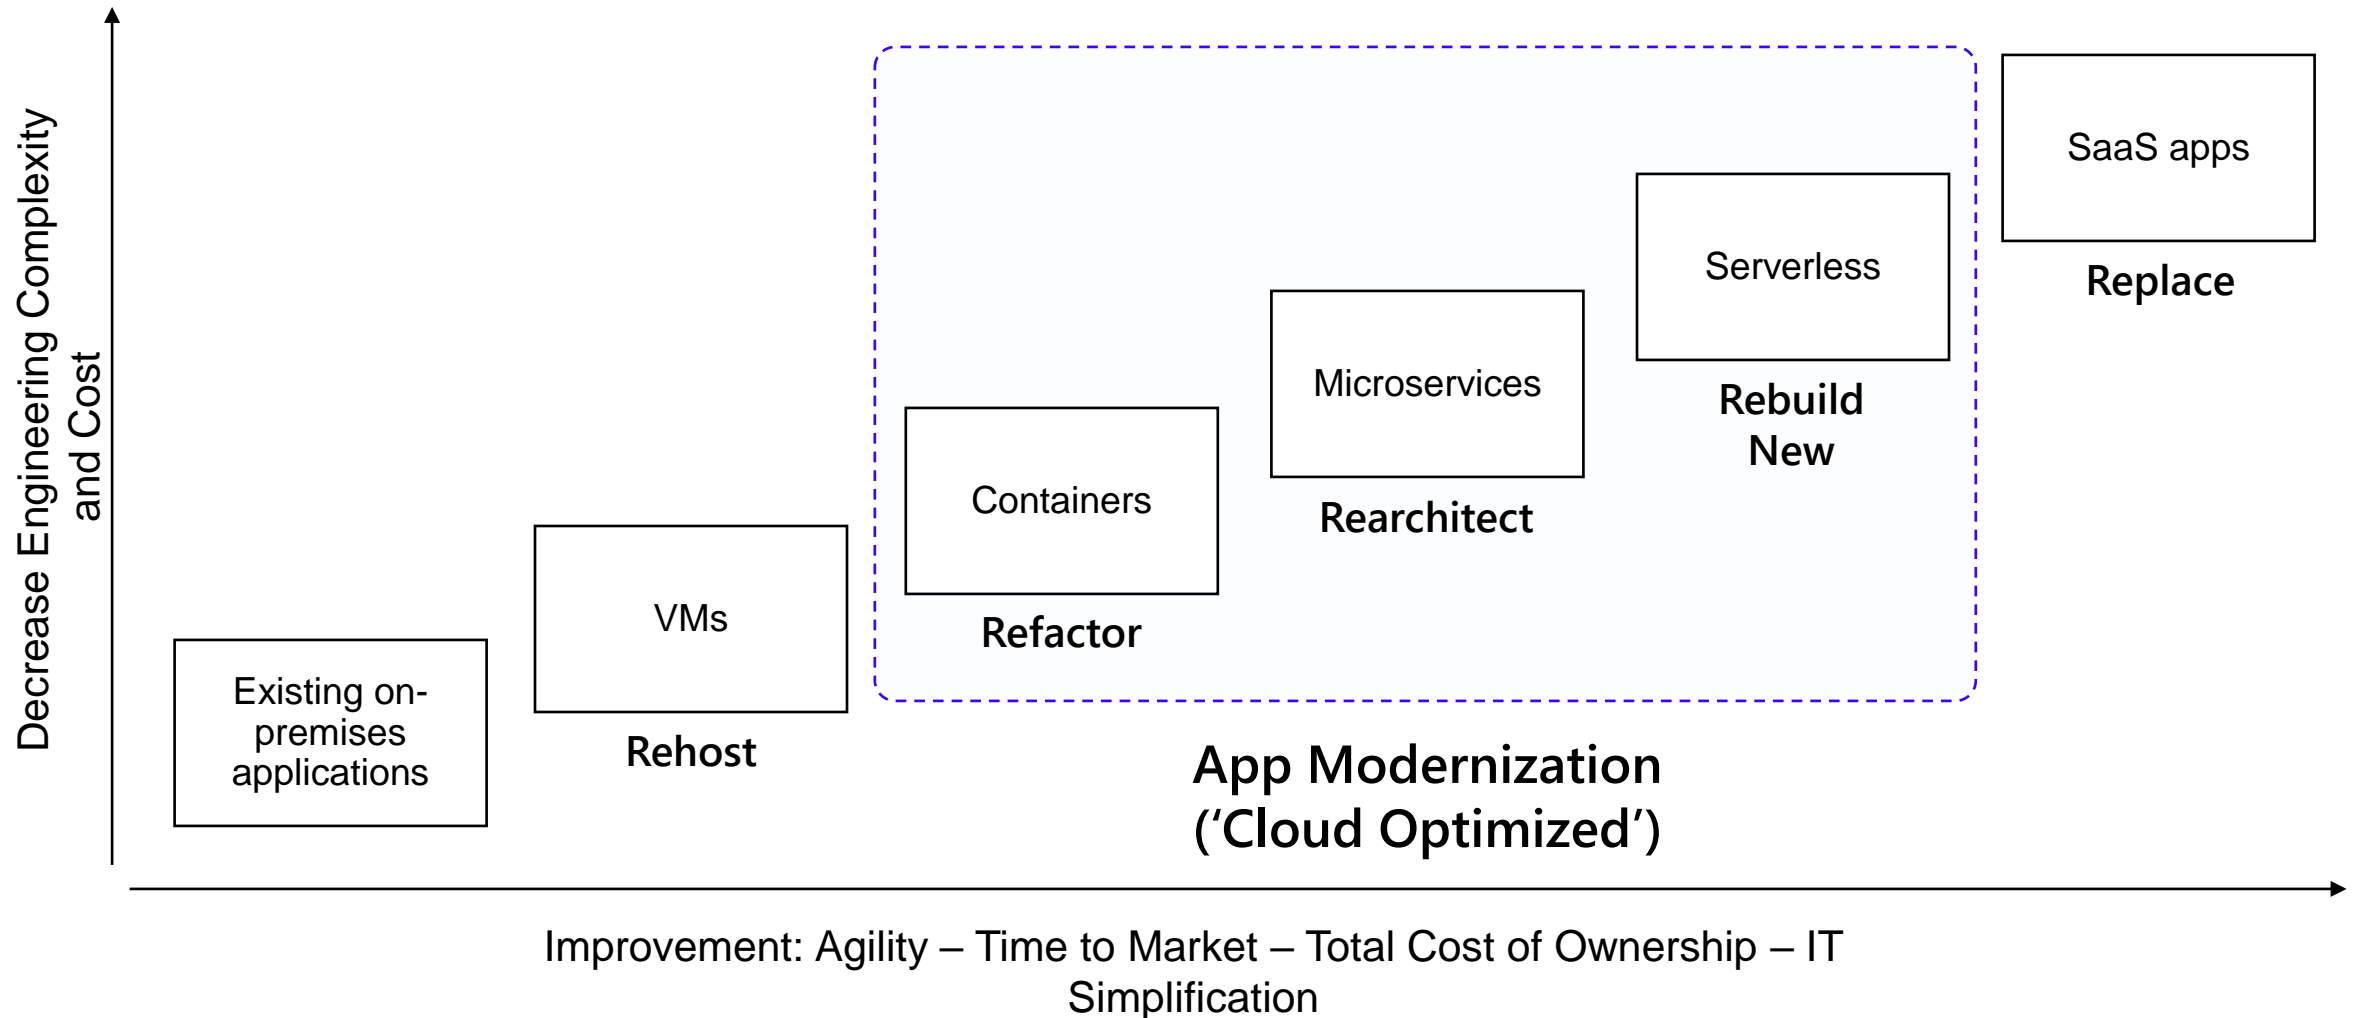 Decrease Engineering Complexity
and Cost
Existing on-
premises
applications
VMs
Rehost
Containers
Refactor
Microservices
Rearchitect
Serverless
Rebuild
New
SaaS apps
Replace
App Modernization
(‘Cloud Optimized’)
Improvement: Agility – Time to Market – Total Cost of Ownership – IT
Simplification